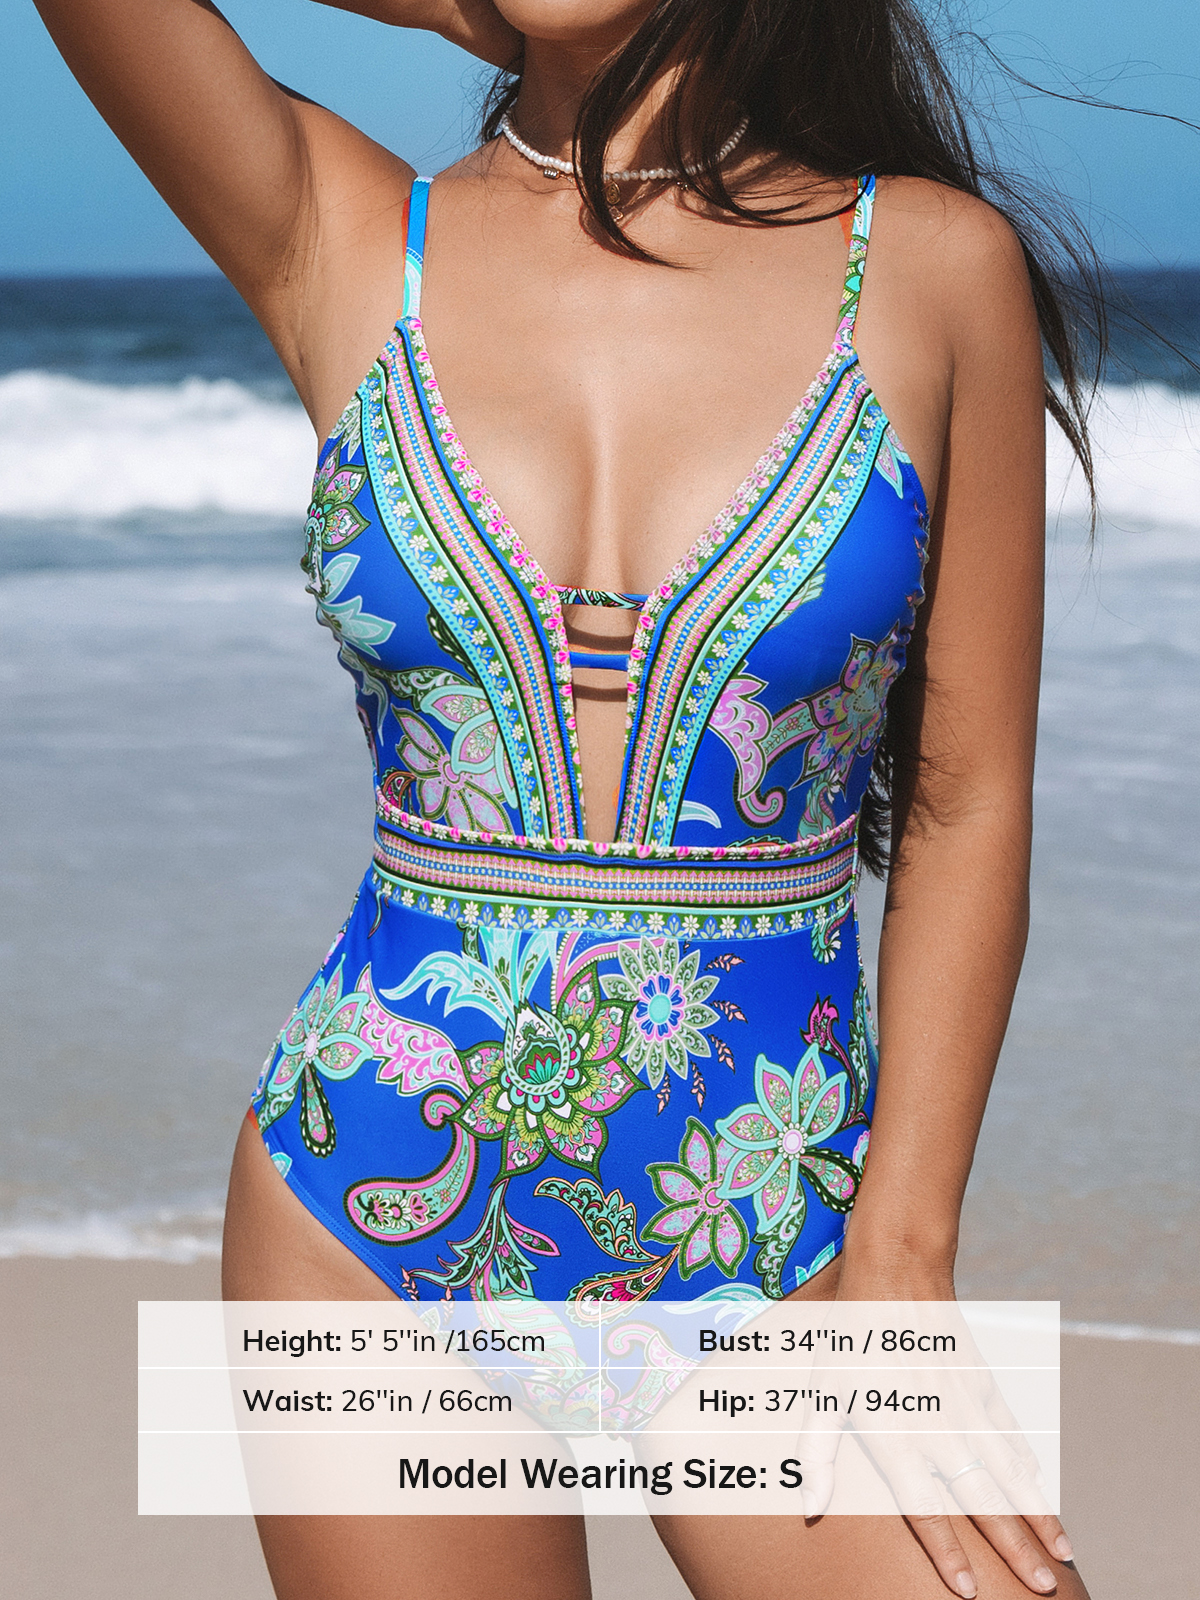 Height: 5' 5''in /165cm
Bust: 34''in / 86cm
Waist: 26''in / 66cm
Hip: 37''in / 94cm
Model Wearing Size: S